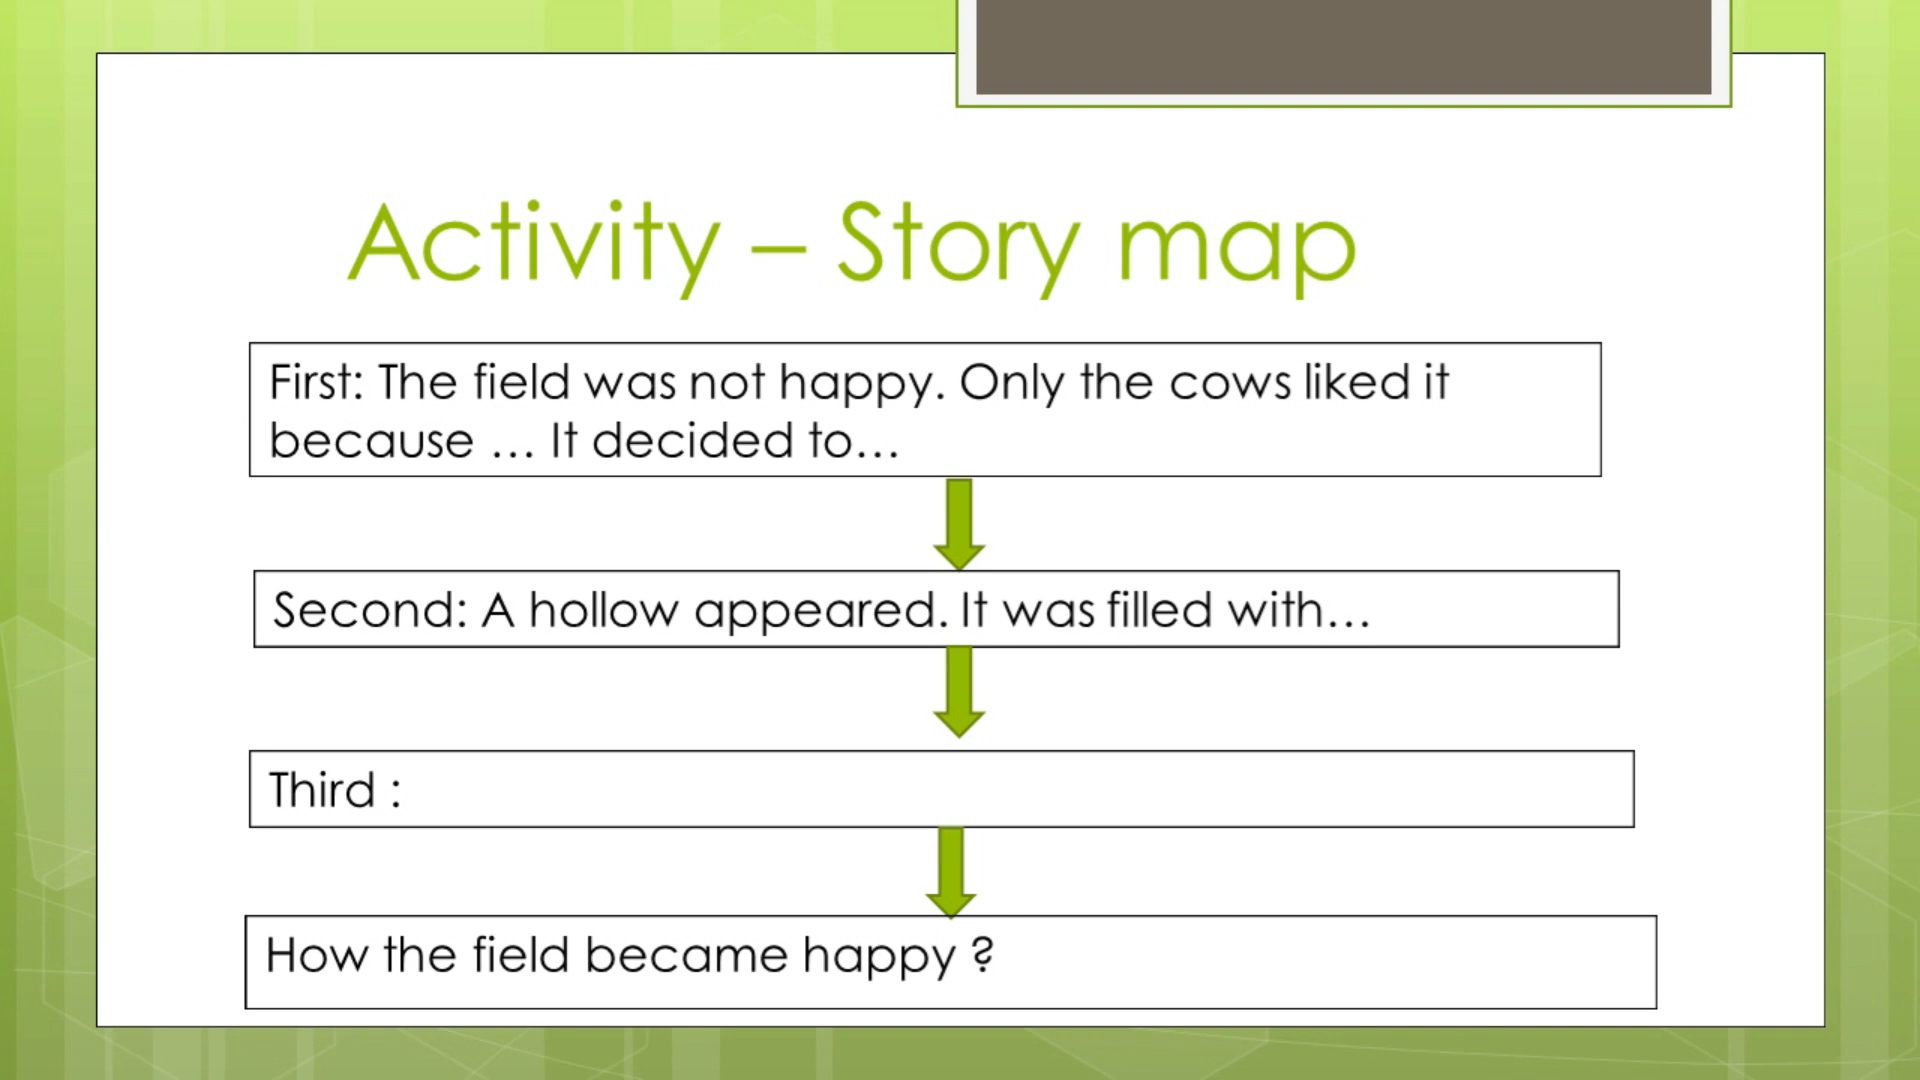 Activity – Story map
First: The field was not happy. Only the cows liked it
because … It decided to…
Second: A hollow appeared. It was filled with…
Third :
How the field became happy ?